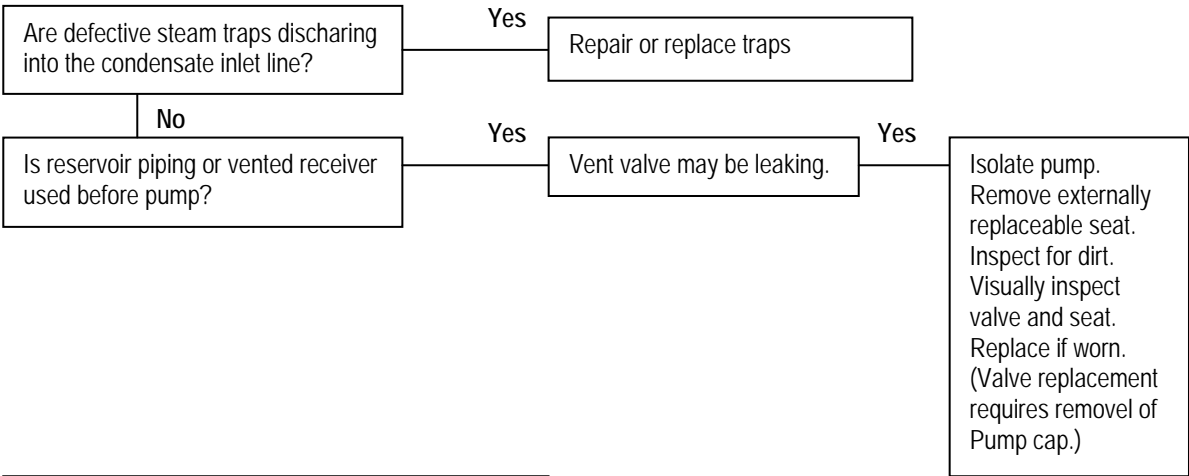 Are defective steam traps discharing
into the condensate inlet line?
Yes
Repair or replace traps
No
Is reservoir piping or vented receiver
used before pump?
Yes
Vent valve may be leaking.
Yes
Isolate pump.
Remove externally
replaceable seat.
Inspect for dirt.
Visually inspect
valve and seat.
Replace if worn.
(Valve replacement
requires removel of
Pump cap.)